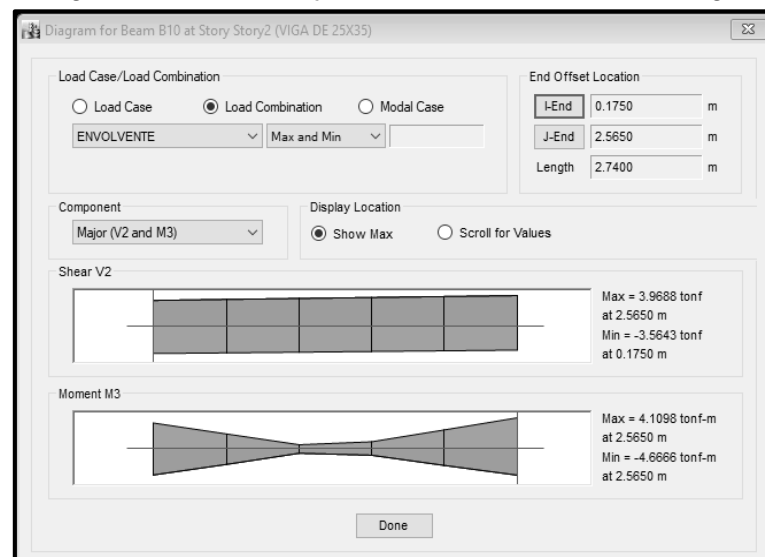 Diagram for Beam B10 at Story Story2 (VIGA DE 25X35)
Load Case/Load Combination
Load Case Load Combination Modal Case
ENVOLVENTE Max and Min
End Offset Location
I-End 0.1750 m
J-End 2.5650 m
Length 2.7400 m
Component
Major (V2 and M3)
Display Location
Show Max Scroll for Values
Shear V2
Max = 3.9688 tonf
at 2.5650 m
Min = -3.5643 tonf
at 0.1750 m
Moment M3
Max = 4.1098 tonf-m
at 2.5650 m
Min = -4.6666 tonf-m
at 2.5650 m
Done